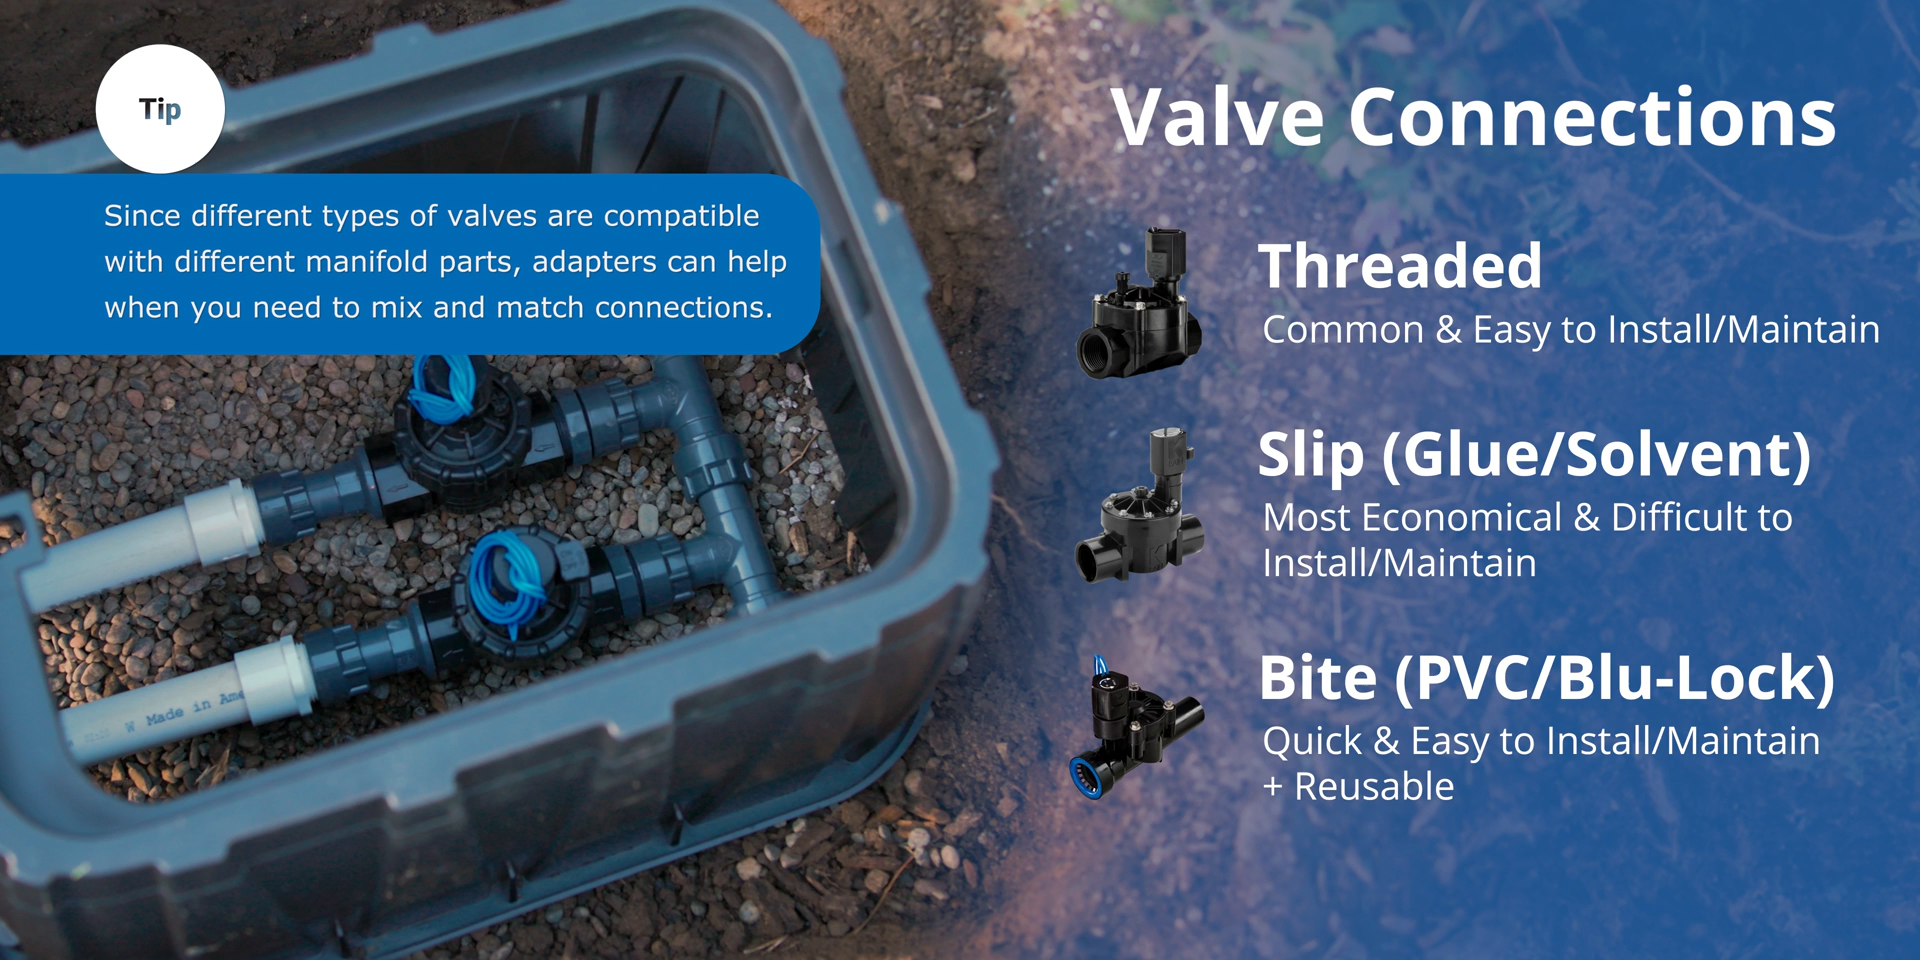 Tip
Since different types of valves are compatible
with different manifold parts, adapters can help
when you need to mix and match connections.
Valve Connections
Threaded
Common & Easy to Install/Maintain
Slip (Glue/Solvent)
Most Economical & Difficult to
Install/Maintain
Bite (PVC/Blu-Lock)
Quick & Easy to Install/Maintain
+ Reusable
W Made in Ame